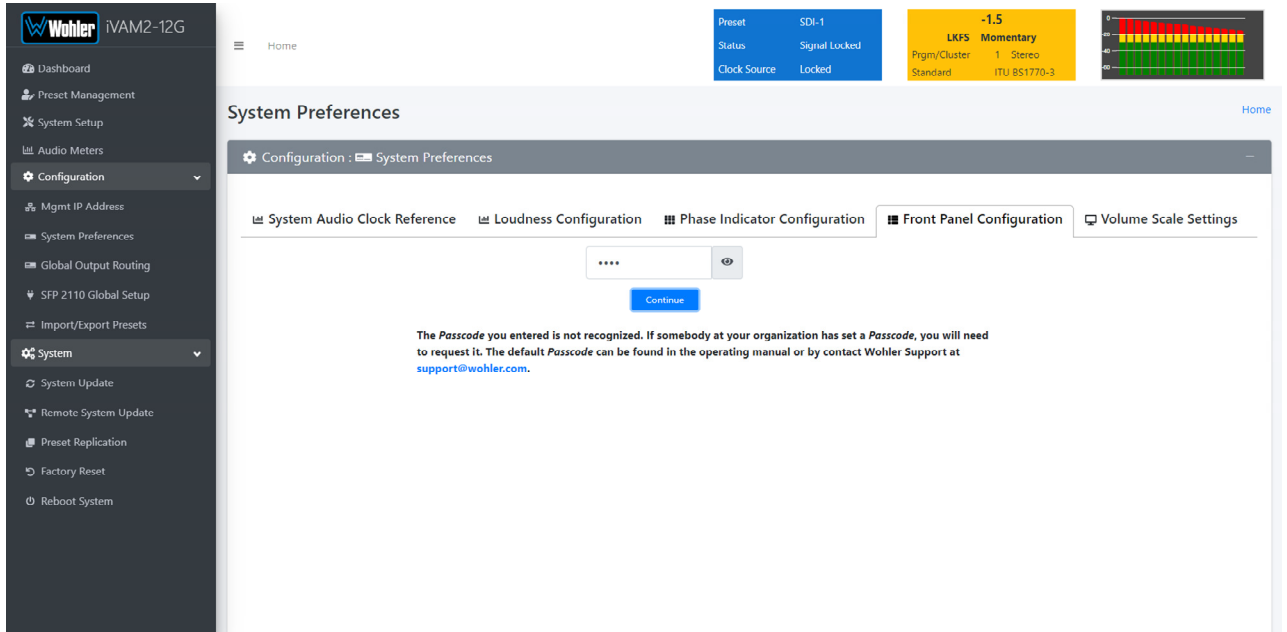 Wohler iVAM2-12G
Dashboard
Preset Management
System Setup
Audio Meters
Configuration
Mgmt IP Address
System Preferences
Global Output Routing
SFP 2110 Global Setup
Import/Export Presets
System
System Update
Remote System Update
Preset Replication
Factory Reset
Reboot System
Home
Preset SDI-1
Status Signal Locked
Clock Source Locked
-1.5
LKFS Momentary
Prgm/Cluster 1 Stereo
Standard ITU BS1770-3
0
-20
-40
-60
System Preferences
Home
Configuration : System Preferences
System Audio Clock Reference Loudness Configuration Phase Indicator Configuration Front Panel Configuration Volume Scale Settings
••••
Continue
The Passcode you entered is not recognized. If somebody at your organization has set a Passcode, you will need
to request it. The default Passcode can be found in the operating manual or by contact Wohler Support at
support@wohler.com.